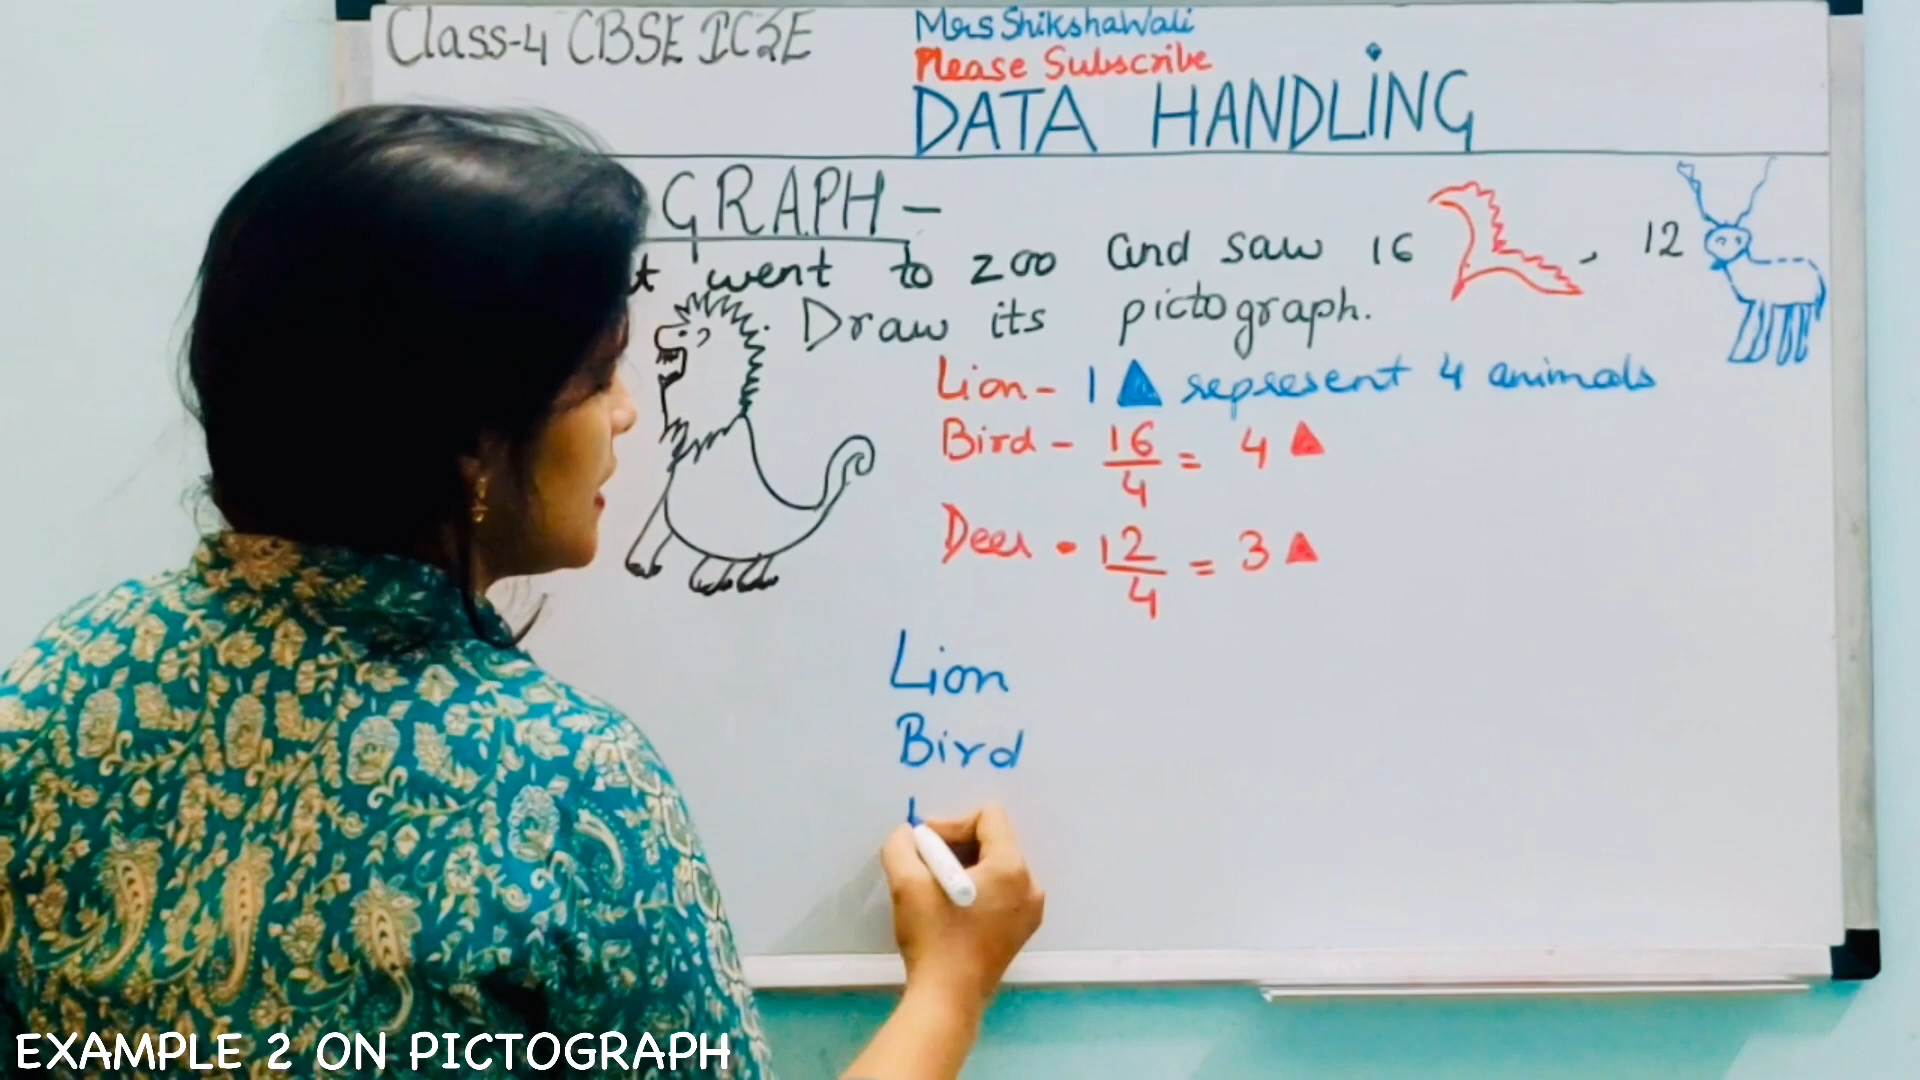 Class-4 CBSE ICSE
Mrs ShikshaWali
Please Subscribe
DATA HANDLING
GRAPH -
t went to zoo and saw 16 , 12
. Draw its pictograph.
Lion - 1 ▲ represent 4 animals
Bird - 16/4 = 4 ▲
Deer • 12/4 = 3 ▲
Lion
Bird
EXAMPLE 2 ON PICTOGRAPH